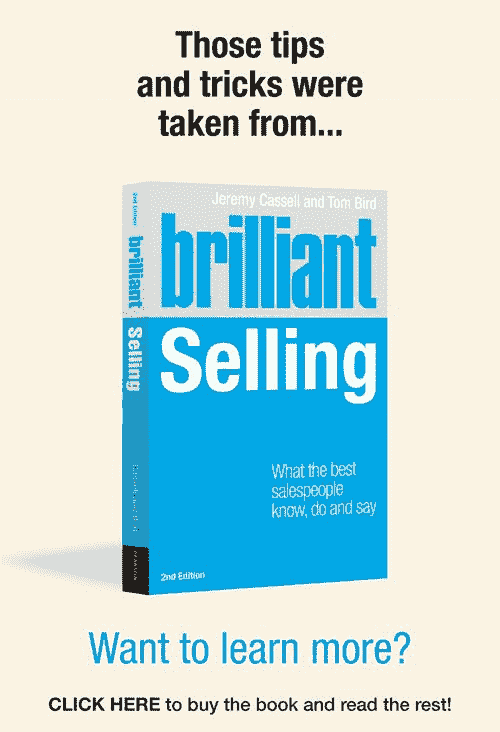 Those tips
and tricks were
taken from...
Jeremy Cassell and Tom Bird
brilliant
Selling
What the best
salespeople
know, do and say
2nd Edition
2nd Edition
brilliant Selling
Want to learn more?
CLICK HERE to buy the book and read the rest!